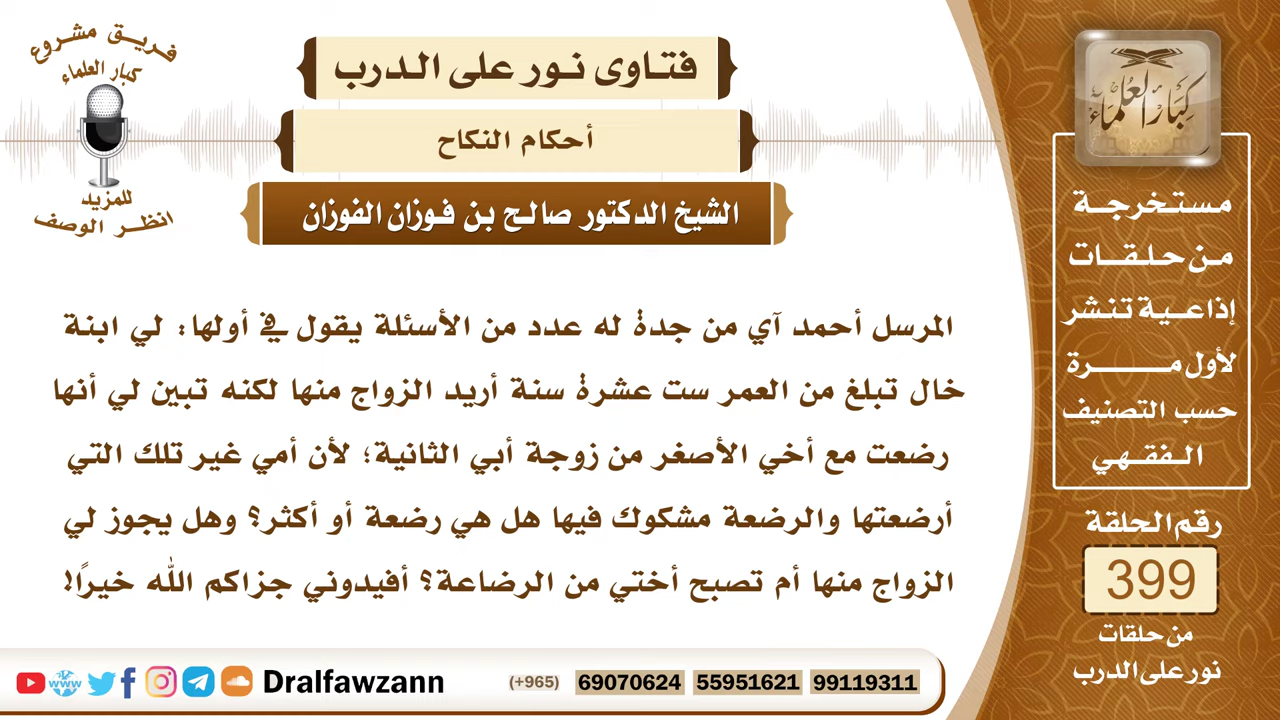 فريق مشروع
كبار العلماء
للمزيد
انظر الوصف
فتاوى نور على الدرب
أحكام النكاح
الشيخ الدكتور صالح بن فوزان الفوزان
المرسل أحمد آي من جدة له عدد من الأسئلة يقول في أولها: لي ابنة
خال تبلغ من العمر ست عشرة سنة أريد الزواج منها لكنه تبين لي أنها
رضعت مع أخي الأصغر من زوجة أبي الثانية؛ لأن أمي غير تلك التي
أرضعتها والرضعة مشكوك فيها هل هي رضعة أو أكثر؟ وهل يجوز لي
الزواج منها أم تصبح أختي من الرضاعة؟ أفيدوني جزاكم الله خيرًا!
كبار العلماء
مستخرجة
من حلقات
إذاعية تنشر
لأول مرة
حسب التصنيف
الفقهي
رقم الحلقة
399
من حلقات
نور على الدرب
www
Dralfawzann
(+965) 69070624 55951621 99119311